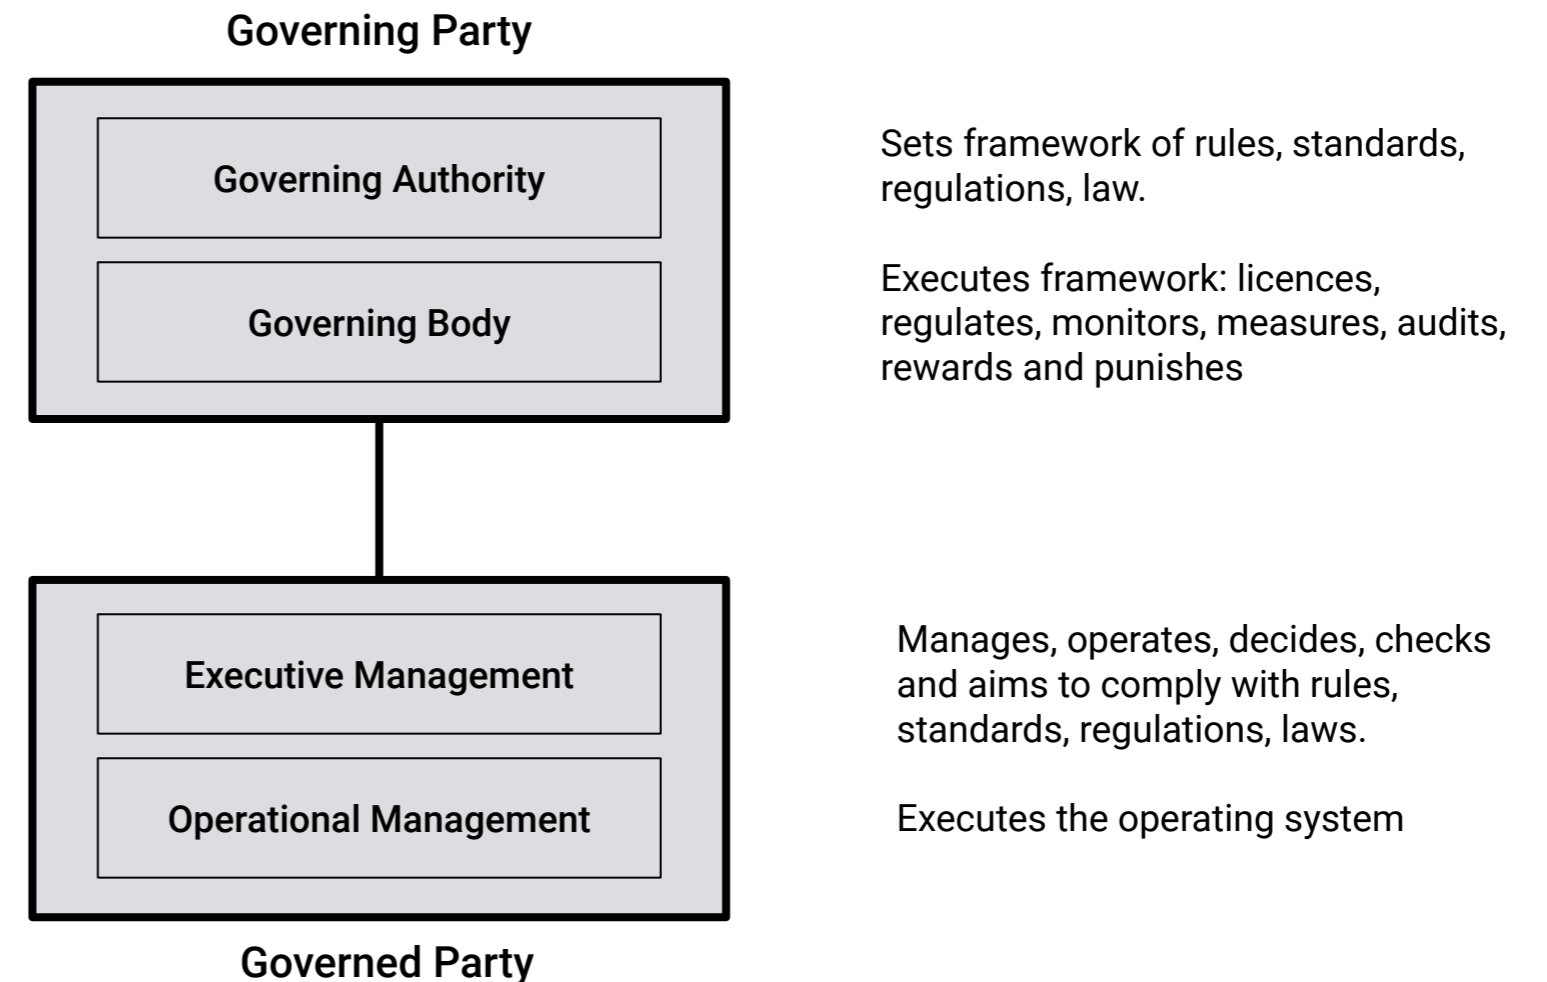 Governing Party
Governing Authority
Sets framework of rules, standards,
regulations, law.
Governing Body
Executes framework: licences,
regulates, monitors, measures, audits,
rewards and punishes
Executive Management
Manages, operates, decides, checks
and aims to comply with rules,
standards, regulations, laws.
Operational Management
Executes the operating system
Governed Party